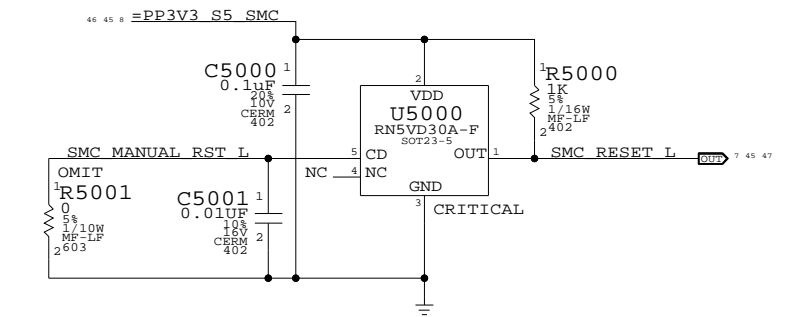 46 45 8 =PP3V3_S5_SMC
C5000 1
0.1uF
20%
10V 2
CERM
402
2
VDD
U5000
RN5VD30A-F
SOT23-5
5 CD
OUT 1
NC 4 NC
GND
3
CRITICAL
1 R5000
1K
5%
1/16W
MF-LF
2 402
SMC_RESET_L OUT 7 45 47
SMC_MANUAL_RST_L
OMIT
1 R5001
0
5%
1/10W
MF-LF
2 603
C5001 1
0.01UF
10%
16V 2
CERM
402